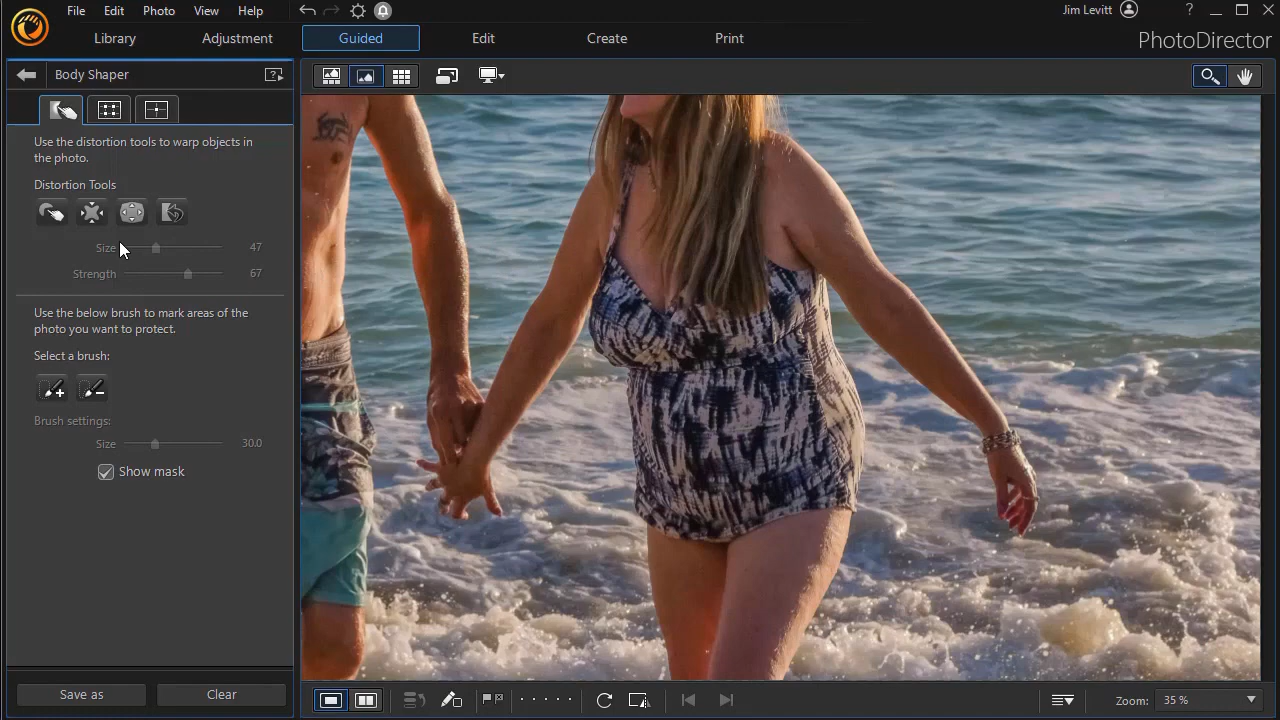 File Edit Photo View Help
Jim Levitt
?
Library Adjustment Guided Edit Create Print
PhotoDirector
Body Shaper
Use the distortion tools to warp objects in
the photo.
Distortion Tools
Size 47
Strength 67
Use the below brush to mark areas of the
photo you want to protect.
Select a brush:
Brush settings:
Size 30.0
Show mask
Save as Clear
Zoom: 35 %